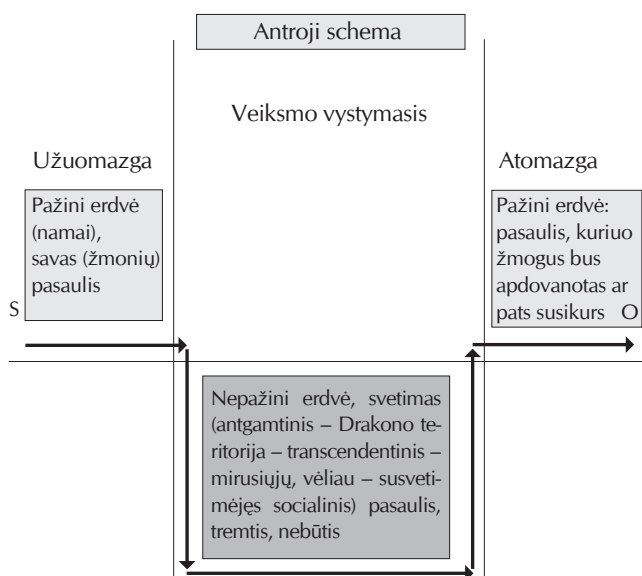 Antroji schema
Veiksmo vystymasis
Užuomazga
Atomazga
Pažini erdvė
(namai),
savas (žmonių)
pasaulis
S
Pažini erdvė:
pasaulis, kuriuo
žmogus bus
apdovanotas ar
pats susikurs O
Nepažini erdvė, svetimas
(antgamtinis – Drakono te-
ritorija – transcendentinis –
mirusiųjų, vėliau – susveti-
mėjęs socialinis) pasaulis,
tremtis, nebūtis